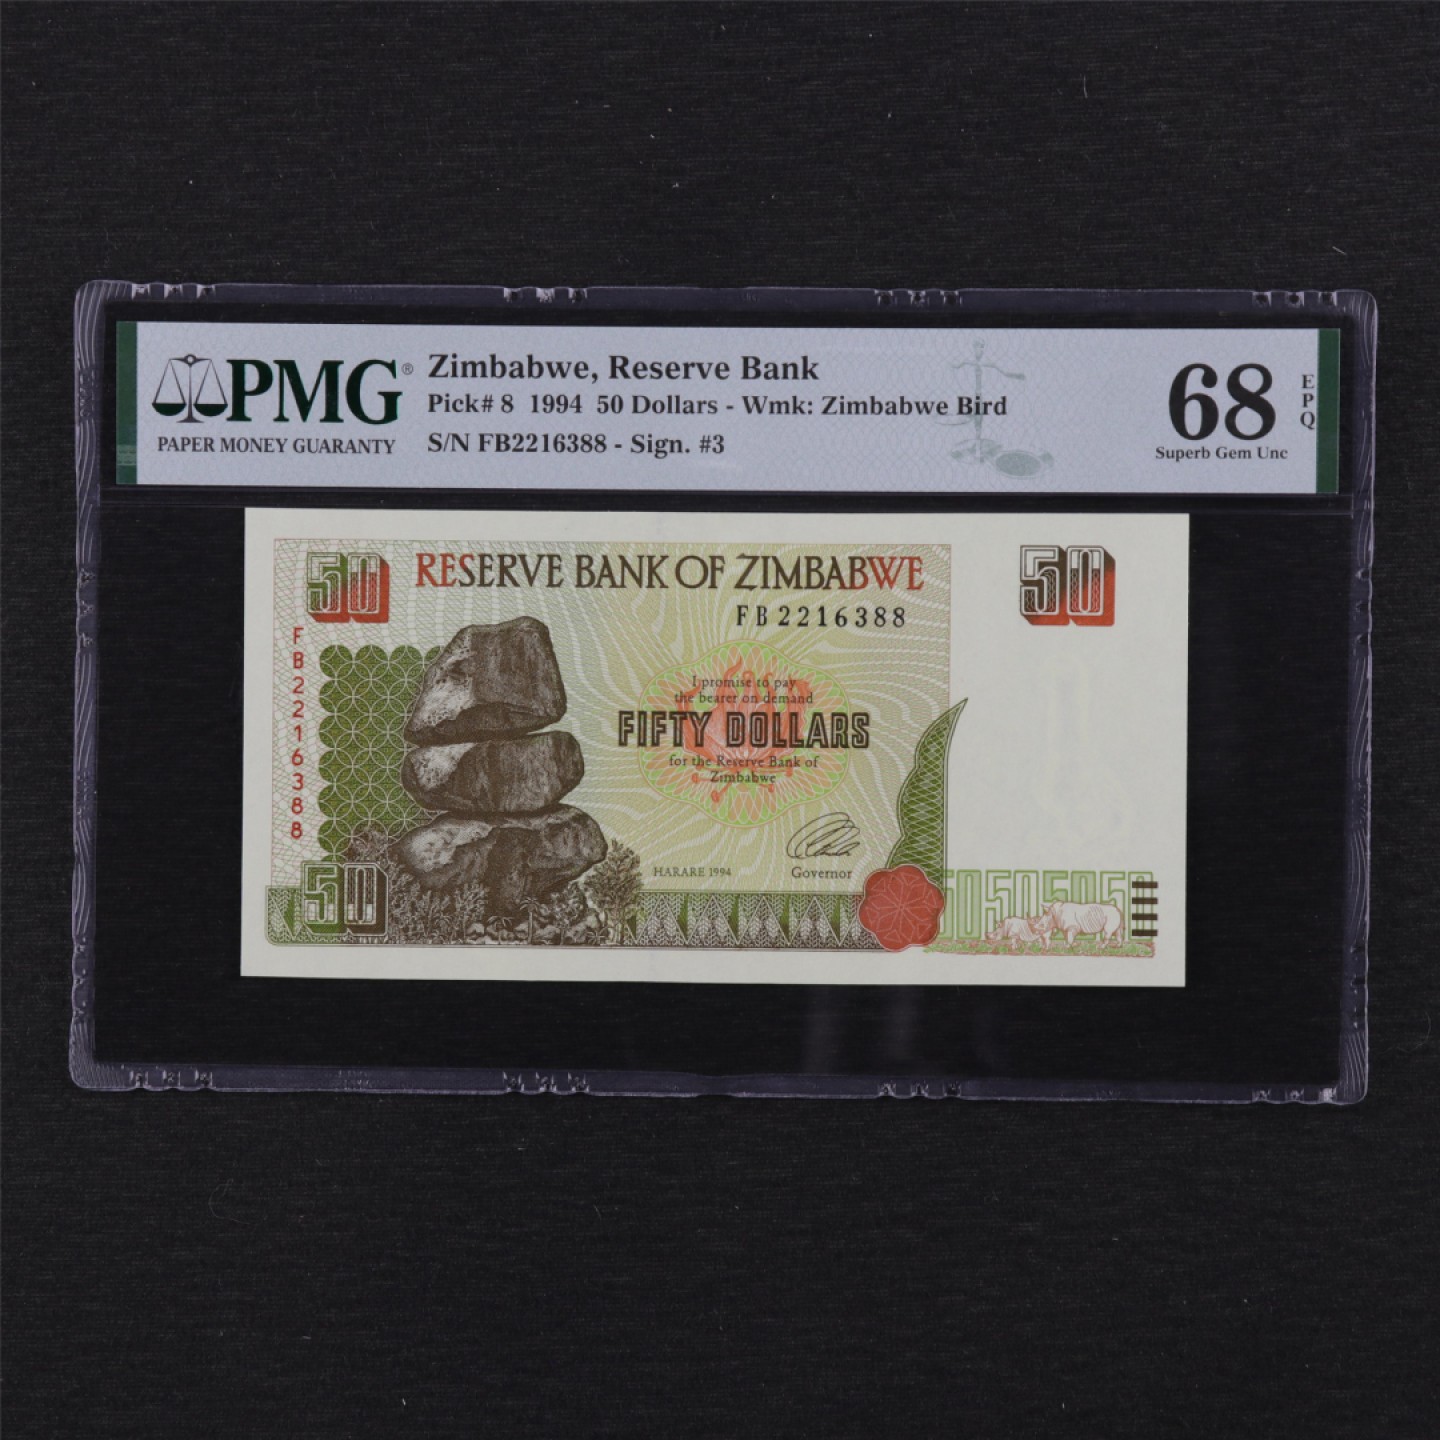 PMG®
PAPER MONEY GUARANTY
Zimbabwe, Reserve Bank
Pick# 8 1994 50 Dollars - Wmk: Zimbabwe Bird
S/N FB2216388 - Sign. #3
68
EPQ
Superb Gem Unc
50
RESERVE BANK OF ZIMBABWE
50
FB2216388
FB2216388
I promise to pay
the bearer on demand
FIFTY DOLLARS
for the Reserve Bank of
Zimbabwe
HARARE 1994
Governor
50
50505050